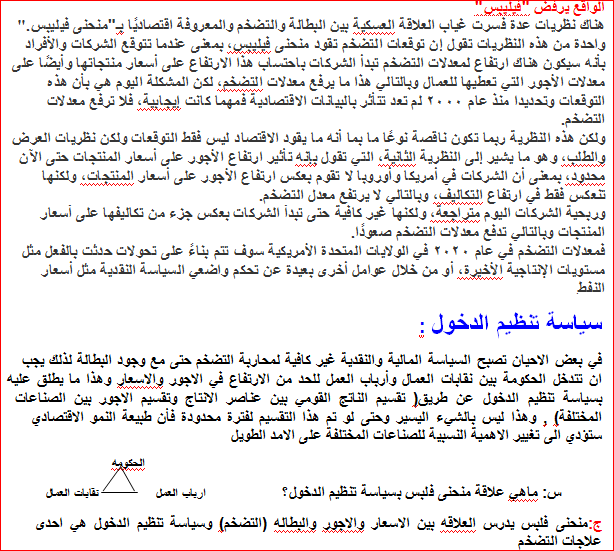 الواقع يرفض "فيليبس"
هناك نظريات عدة فسرت غياب العلاقة العسكية بين البطالة والتضخم والمعروفة اقتصاديًا بـ"منحنى فيليبس."
واحدة من هذه النظريات تقول إن توقعات التضخم تقود منحنى فيليبس، بمعنى عندما تتوقع الشركات والأفراد
بأنه سيكون هناك ارتفاع لمعدلات التضخم تبدأ الشركات باحتساب هذا الارتفاع على أسعار منتجاتها وأيضًا على
معدلات الأجور التي تعطيها للعمال وبالتالي هذا ما يرفع معدلات التضخم، لكن المشكلة اليوم هي بأن هذه
التوقعات وتحديدا منذ عام ٢٠٠٠ لم تعد تتأثر بالبيانات الاقتصادية فمهما كانت إيجابية، فلا ترفع معدلات
التضخم.
ولكن هذه النظرية ربما تكون ناقصة نوعًا ما بما أنه ما يقود الاقتصاد ليس فقط التوقعات ولكن نظريات العرض
والطلب، وهو ما يشير إلى النظرية الثانية، التي تقول بإنه تأثير ارتفاع الأجور على أسعار المنتجات حتى الآن
محدود، بمعنى أن الشركات في أمريكا وأوروبا لا تقوم بعكس ارتفاع الأجور على أسعار المنتجات، ولكنها
تنعكس فقط في ارتفاع التكاليف، وبالتالي لا يرتفع معدل التضخم.
وربحية الشركات اليوم متراجعة، ولكنها غير كافية حتى تبدأ الشركات بعكس جزء من تكاليفها على أسعار
المنتجات وبالتالي تدفع معدلات التضخم صعودًا.
فمعدلات التضخم في عام ٢٠٢٠ في الولايات المتحدة الأمريكية سوف تتم بناءً على تحولات حدثت بالفعل مثل
مستويات الإنتاجية الأخيرة، أو من خلال عوامل أخرى بعيدة عن تحكم واضعي السياسة النقدية مثل أسعار
النفط
سياسة تنظيم الدخول :
في بعض الاحيان تصبح السياسة المالية والنقدية غير كافية لمحاربة التضخم حتى مع وجود البطالة لذلك يجب
ان تتدخل الحكومة بين نقابات العمال وأرباب العمل للحد من الارتفاع في الاجور والاسعار وهذا ما يطلق عليه
بسياسة تنظيم الدخول عن طريق( تقسيم الناتج القومي بين عناصر الانتاج وتقسيم الاجور بين الصناعات
المختلفة) , وهذا ليس بالشيء اليسير وحتى لو تم هذا التقسيم لفترة محدودة فأن طبيعة النمو الاقتصادي
ستؤدي الى تغيير الاهمية النسبية للصناعات المختلفة على الامد الطويل
الحكومه
س: ماهي علاقة منحنى فلبس بسياسة تنظيم الدخول؟ ارباب العمل نقابات العمال
ج:منحنى فلبس يدرس العلاقه بين الاسعار والاجور والبطاله (التضخم) وسياسة تنظيم الدخول هي احدى
علاجات التضخم